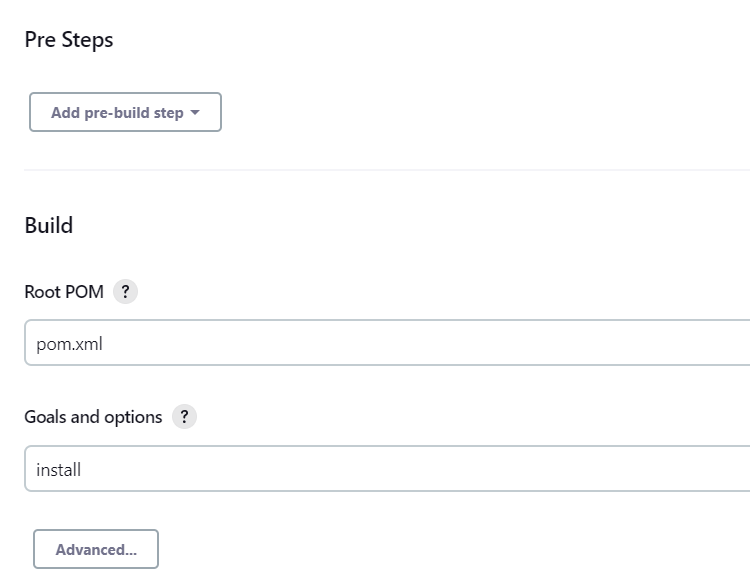 Pre Steps
Add pre-build step
Build
Root POM ?
pom.xml
Goals and options ?
install
Advanced...